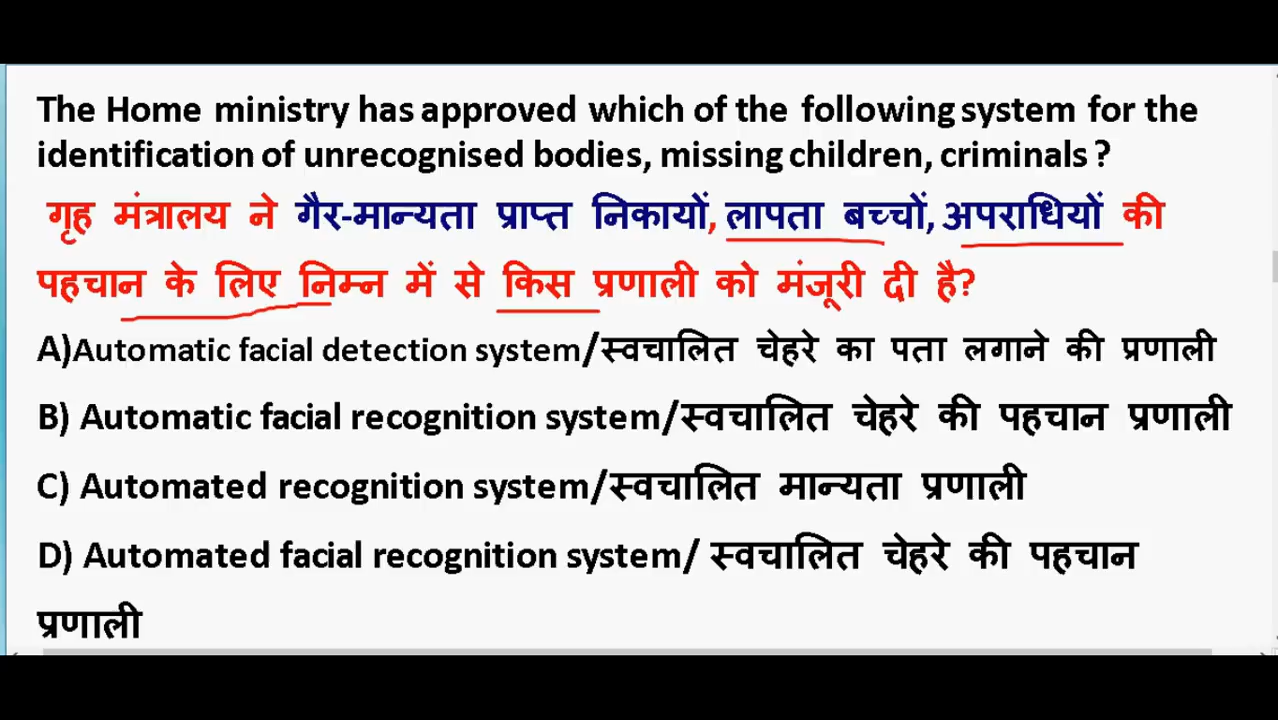 The Home ministry has approved which of the following system for the
identification of unrecognised bodies, missing children, criminals ?
गृह मंत्रालय ने गैर-मान्यता प्राप्त निकायों, लापता बच्चों, अपराधियों की
पहचान के लिए निम्न में से किस प्रणाली को मंजूरी दी है?
A)Automatic facial detection system/स्वचालित चेहरे का पता लगाने की प्रणाली
B) Automatic facial recognition system/स्वचालित चेहरे की पहचान प्रणाली
C) Automated recognition system/स्वचालित मान्यता प्रणाली
D) Automated facial recognition system/ स्वचालित चेहरे की पहचान
प्रणाली